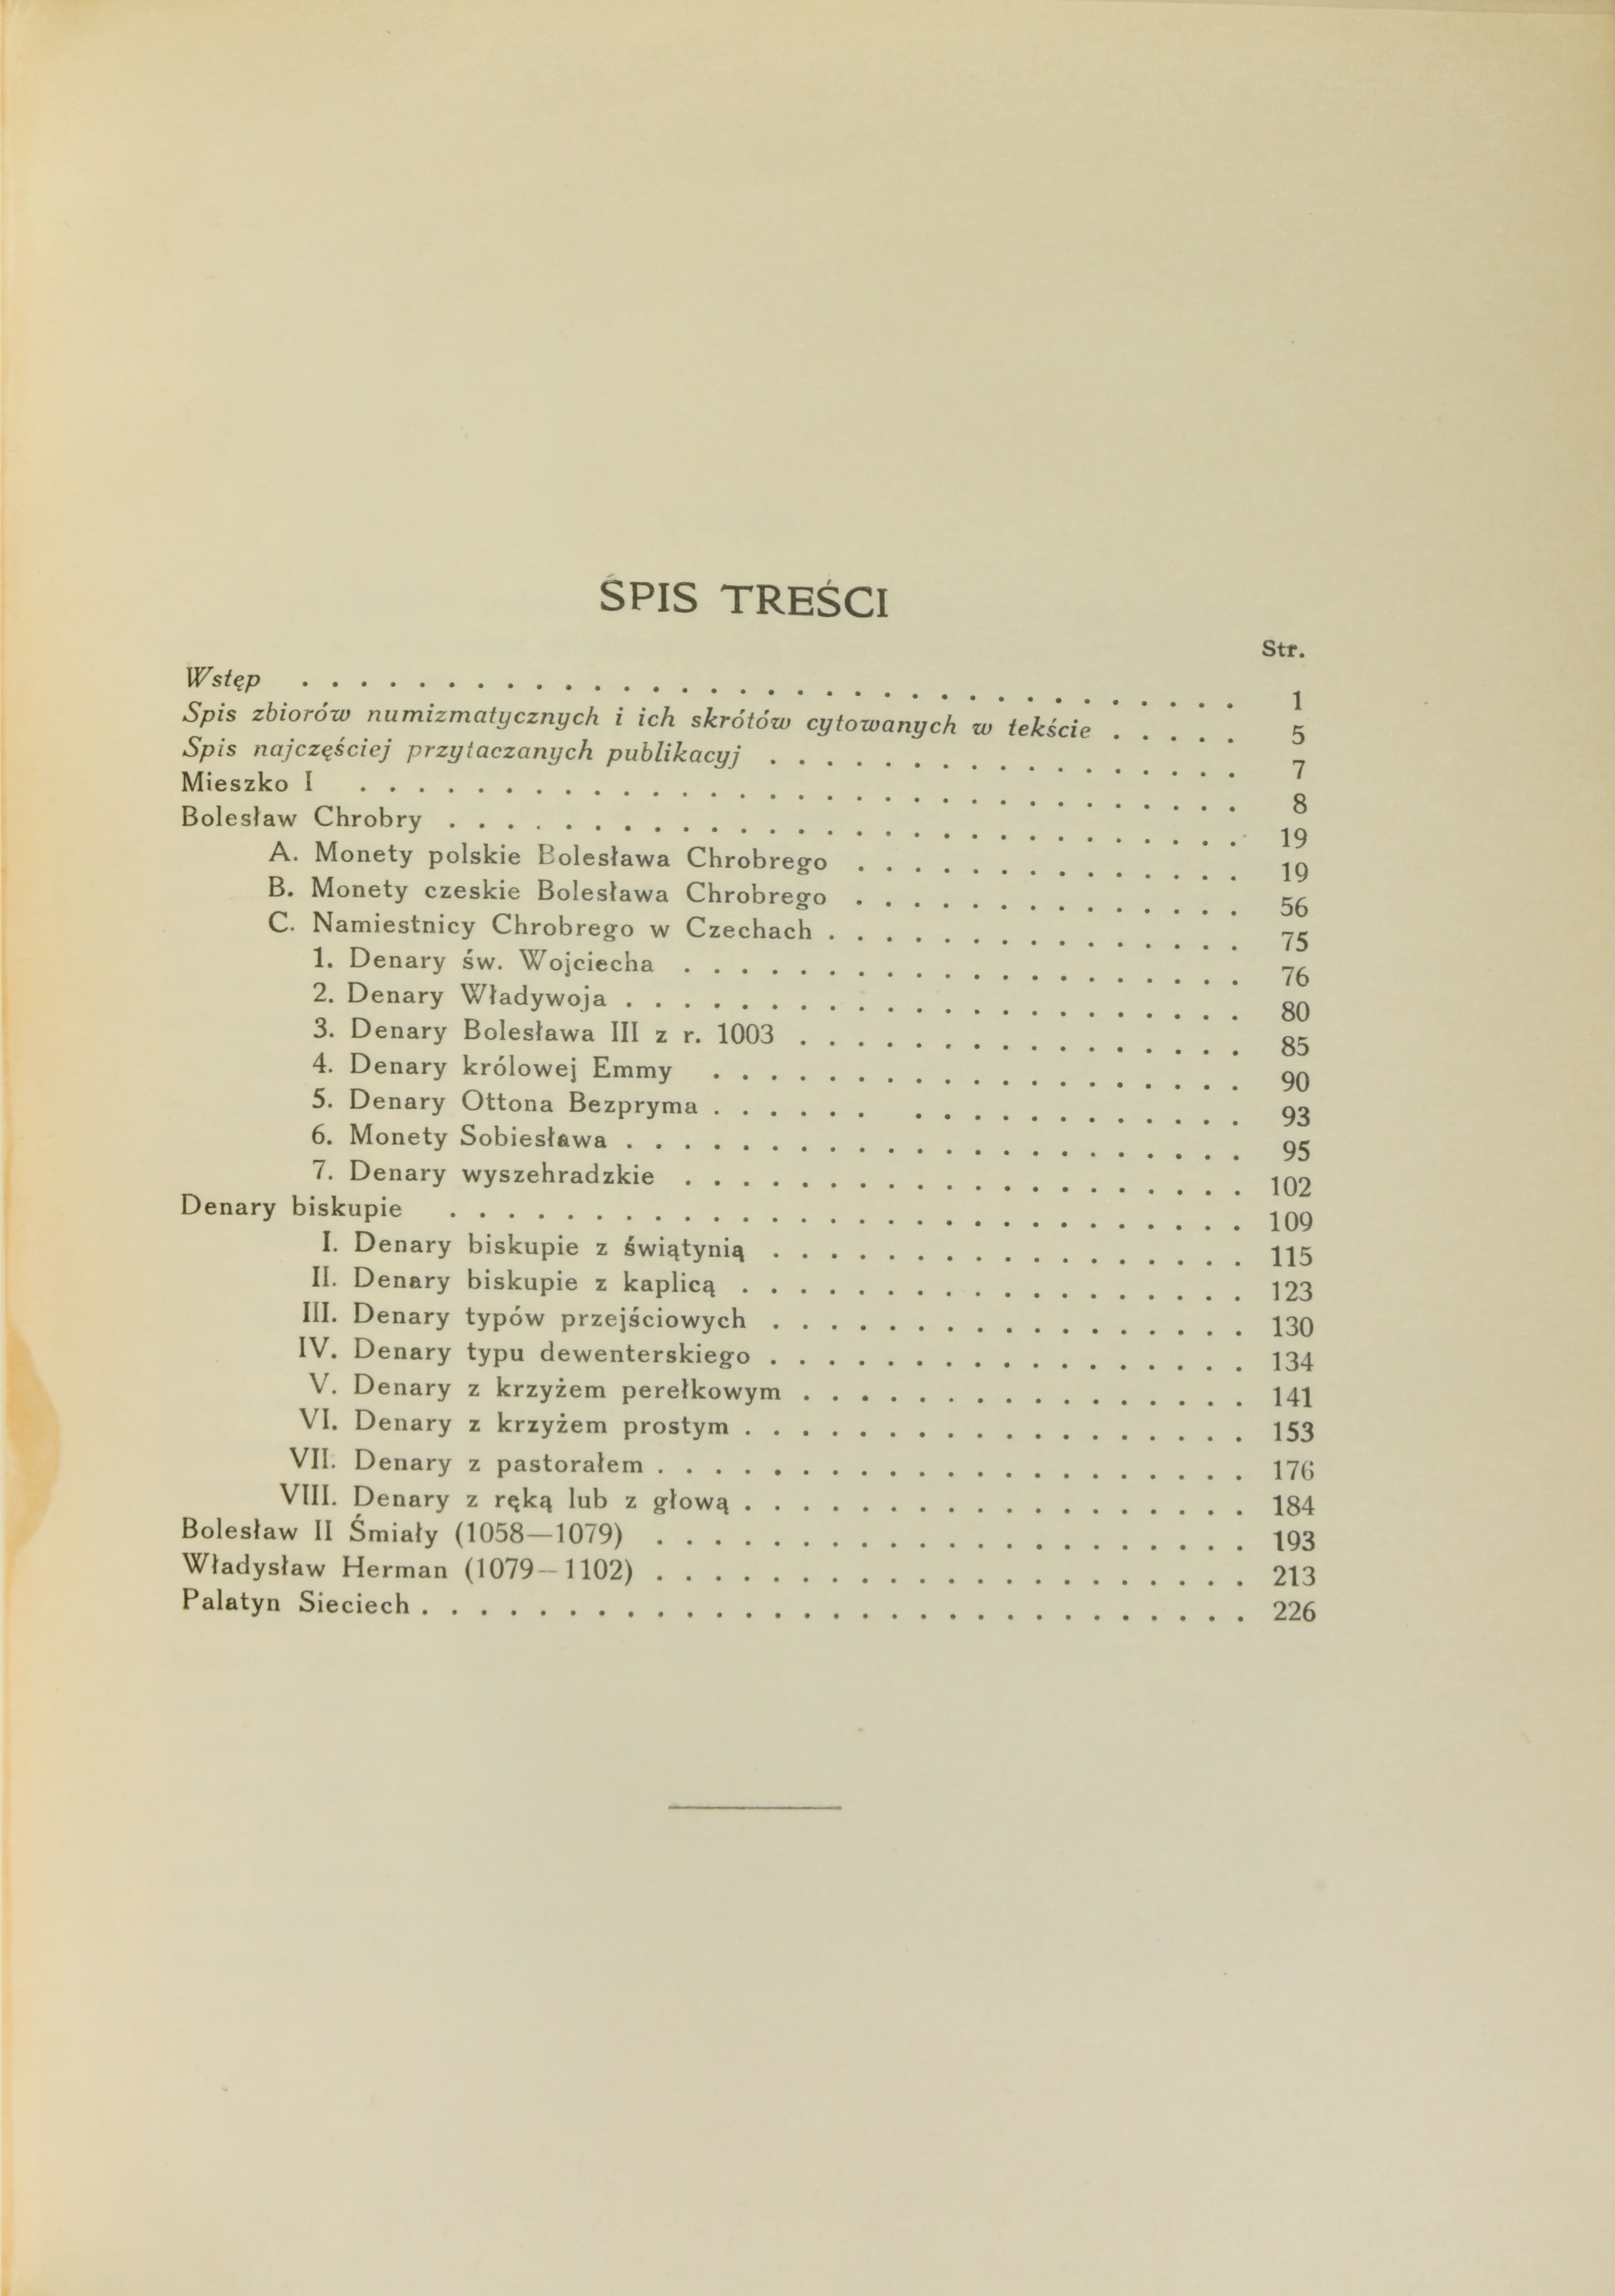 SPIS TREŚCI
Str.
Wstęp . . . . . . . . . . . . . . . . . . . . . . . . . . . . . . . . . 1
Spis zbiorów numizmatycznych i ich skrótów cytowanych w tekście . . . . . 5
Spis najczęściej przytaczanych publikacyj . . . . . . . . . . . . . . . . . 7
Mieszko I . . . . . . . . . . . . . . . . . . . . . . . . . . . . . . . 8
Bolesław Chrobry . . . . . . . . . . . . . . . . . . . . . . . . . . . . 19
A. Monety polskie Bolesława Chrobrego . . . . . . . . . . . . . . 19
B. Monety czeskie Bolesława Chrobrego . . . . . . . . . . . . . . 56
C. Namiestnicy Chrobrego w Czechach . . . . . . . . . . . . . . . 75
1. Denary św. Wojciecha . . . . . . . . . . . . . . . . . . . . 76
2. Denary Władywoja . . . . . . . . . . . . . . . . . . . . . . 80
3. Denary Bolesława III z r. 1003 . . . . . . . . . . . . . . . . 85
4. Denary królowej Emmy . . . . . . . . . . . . . . . . . . . 90
5. Denary Ottona Bezpryma . . . . . . . . . . . . . . . . . . 93
6. Monety Sobiesława . . . . . . . . . . . . . . . . . . . . . . 95
7. Denary wyszehradzkie . . . . . . . . . . . . . . . . . . . . 102
Denary biskupie . . . . . . . . . . . . . . . . . . . . . . . . . . . . 109
I. Denary biskupie z świątynią . . . . . . . . . . . . . . . . . 115
II. Denary biskupie z kaplicą . . . . . . . . . . . . . . . . . . 123
III. Denary typów przejściowych . . . . . . . . . . . . . . . . . 130
IV. Denary typu dewenterskiego . . . . . . . . . . . . . . . . . 134
V. Denary z krzyżem perełkowym . . . . . . . . . . . . . . . . 141
VI. Denary z krzyżem prostym . . . . . . . . . . . . . . . . . . 153
VII. Denary z pastorałem . . . . . . . . . . . . . . . . . . . . . 176
VIII. Denary z ręką lub z głową . . . . . . . . . . . . . . . . . . 184
Bolesław II Śmiały (1058—1079) . . . . . . . . . . . . . . . . . . . . . 193
Władysław Herman (1079—1102) . . . . . . . . . . . . . . . . . . . . . 213
Palatyn Sieciech . . . . . . . . . . . . . . . . . . . . . . . . . . . . . 226